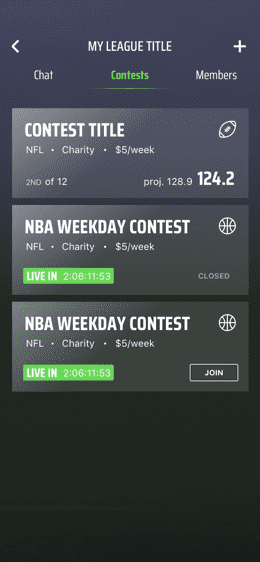 MY LEAGUE TITLE
Chat Contests Members
CONTEST TITLE
NFL • Charity • $5/week
2ND of 12 proj. 128.9 124.2
NBA WEEKDAY CONTEST
NFL • Charity • $5/week
LIVE IN 2:06:11:53 CLOSED
NBA WEEKDAY CONTEST
NFL • Charity • $5/week
LIVE IN 2:06:11:53 JOIN